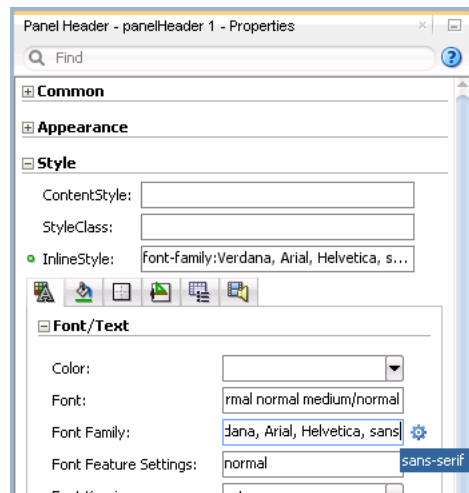 Panel Header - panelHeader 1 - Properties
Find
Common
Appearance
Style
ContentStyle:
StyleClass:
InlineStyle: font-family:Verdana, Arial, Helvetica, s...
Font/Text
Color:
Font: rmal normal medium/normal
Font Family: dana, Arial, Helvetica, sans
sans-serif
Font Feature Settings: normal